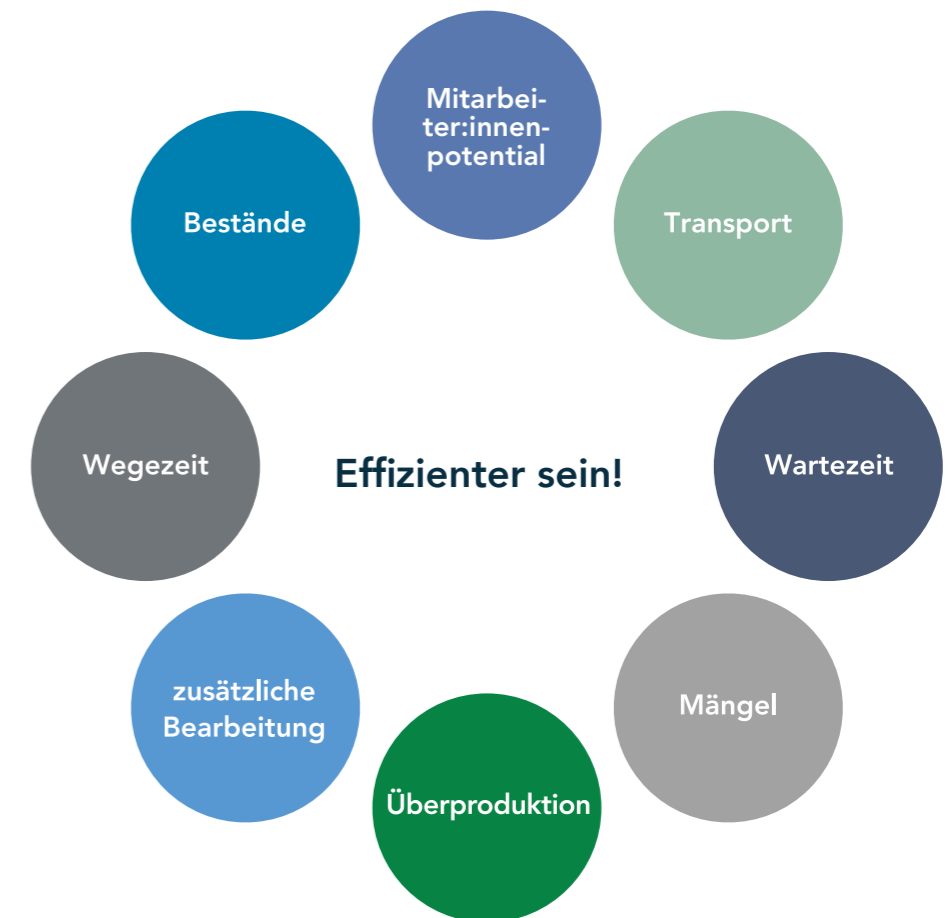 Mitarbei-
ter:innen-
potential
Bestände
Transport
Wegezeit
Effizienter sein!
Wartezeit
zusätzliche
Bearbeitung
Mängel
Überproduktion